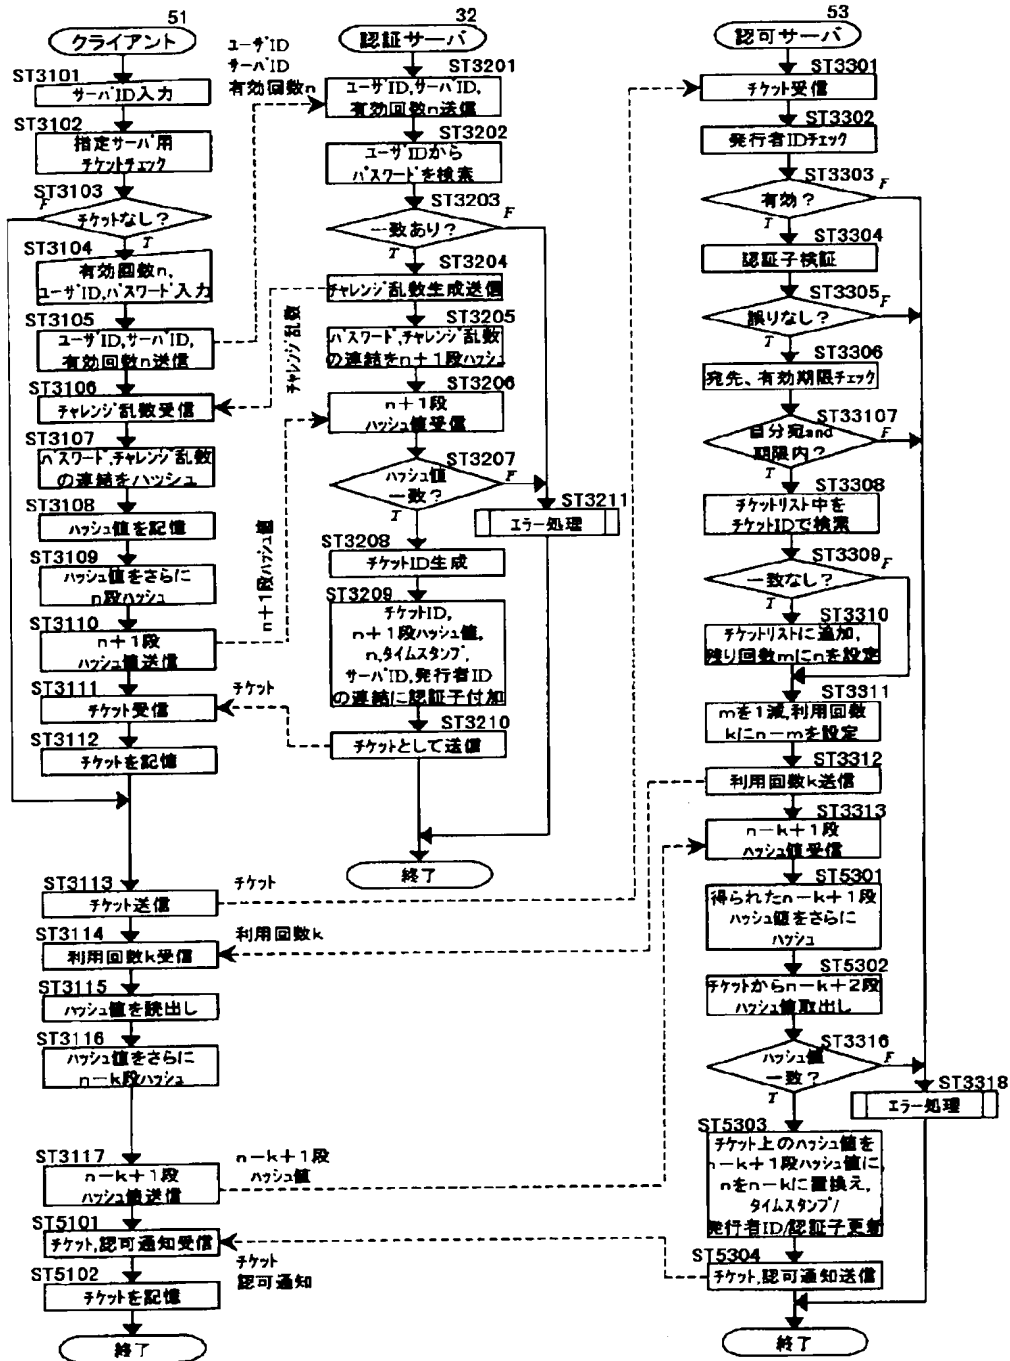 51
クライアント
ST3101
サーバID入力
ST3102
指定サーバ用
チケットチェック
ST3103
F
チケットなし?
T
ST3104
有効回数n,
ユーザID,パスワード入力
ST3105
ユーザID,サーバID,
有効回数n送信
ST3106
チャレンジ乱数受信
ST3107
パスワード,チャレンジ乱数
の連結をハッシュ
ST3108
ハッシュ値を記憶
ST3109
ハッシュ値をさらに
n段ハッシュ
ST3110
n+1段
ハッシュ値送信
ST3111
チケット受信
ST3112
チケットを記憶
ST3113
チケット送信
ST3114
利用回数k受信
ST3115
ハッシュ値を読出し
ST3116
ハッシュ値をさらに
n-k段ハッシュ
ST3117
n-k+1段
ハッシュ値送信
ST5101
チケット,認可通知受信
ST5102
チケットを記憶
終了
ユーザID
サーバID
有効回数n
チャレンジ乱数
n+1段ハッシュ値
チケット
チケット
利用回数k
n-k+1段
ハッシュ値
チケット
認可通知
32
認証サーバ
ST3201
ユーザID,サーバID,
有効回数n送信
ST3202
ユーザIDから
パスワードを検索
ST3203
一致あり?
F
T
ST3204
チャレンジ乱数生成送信
ST3205
パスワード,チャレンジ乱数
の連結をn+1段ハッシュ
ST3206
n+1段
ハッシュ値受信
ST3207
ハッシュ値
一致?
F
T
ST3211
エラー処理
ST3208
チケットID生成
ST3209
チケットID,
n+1段ハッシュ値,
n,タイムスタンプ,
サーバID,発行者ID
の連結に認証子付加
ST3210
チケットとして送信
終了
53
認可サーバ
ST3301
チケット受信
ST3302
発行者IDチェック
ST3303
有効?
F
T
ST3304
認証子検証
ST3305
誤りなし?
F
T
ST3306
宛先、有効期限チェック
ST33107
自分宛and
期限内?
F
T
ST3308
チケットリスト中を
チケットIDで検索
ST3309
一致なし?
F
T
ST3310
チケットリストに追加,
残り回数mにnを設定
ST3311
mを1減,利用回数
kにn-mを設定
ST3312
利用回数k送信
ST3313
n-k+1段
ハッシュ値受信
ST5301
得られたn-k+1段
ハッシュ値をさらに
ハッシュ
ST5302
チケットからn-k+2段
ハッシュ値取出し
ST3316
ハッシュ値
一致?
F
T
ST3318
エラー処理
ST5303
チケット上のハッシュ値を
n-k+1段ハッシュ値に,
nをn-kに置換え,
タイムスタンプ/
発行者ID/認証子更新
ST5304
チケット,認可通知送信
終了